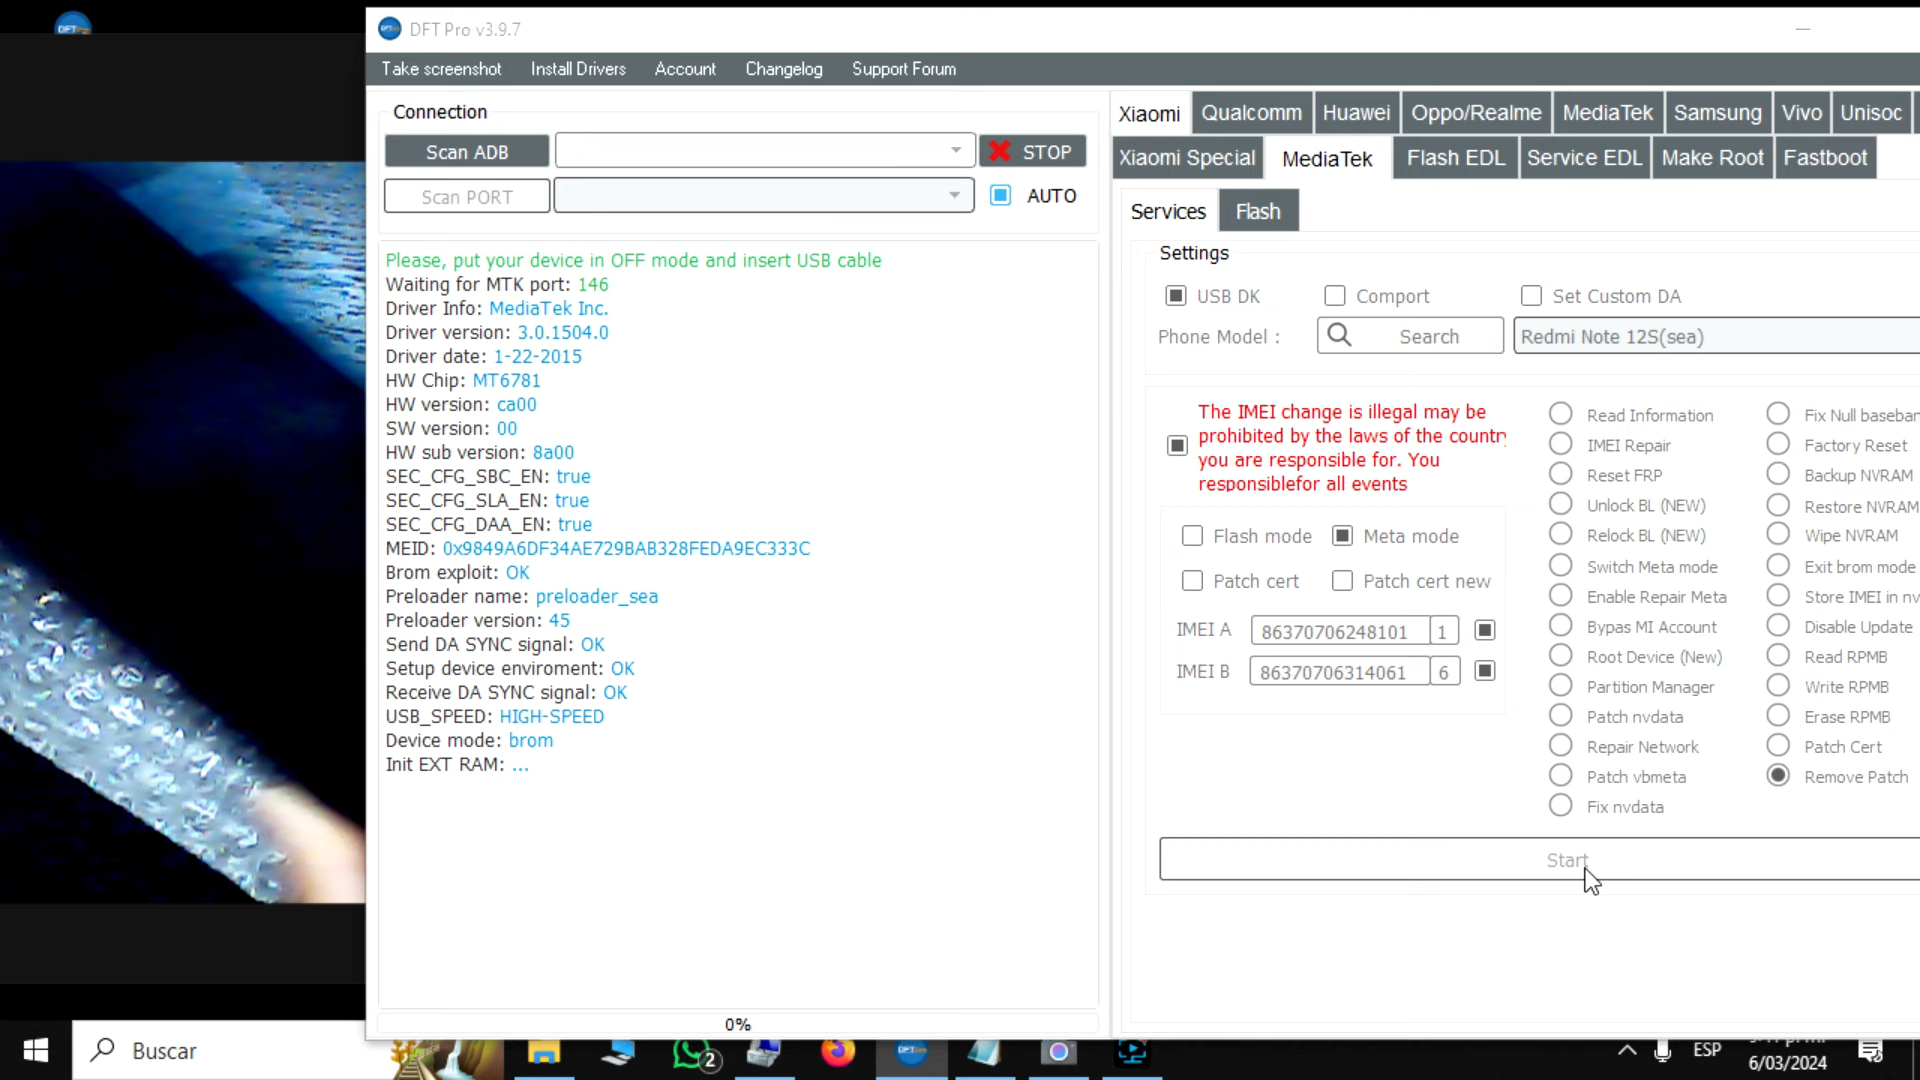 DFT Pro v3.9.7
Take screenshot
Install Drivers
Account
Changelog
Support Forum
Connection
Scan ADB
STOP
Scan PORT
AUTO
Please, put your device in OFF mode and insert USB cable
Waiting for MTK port: 146
Driver Info: MediaTek Inc.
Driver version: 3.0.1504.0
Driver date: 1-22-2015
HW Chip: MT6781
HW version: ca00
SW version: 00
HW sub version: 8a00
SEC_CFG_SBC_EN: true
SEC_CFG_SLA_EN: true
SEC_CFG_DAA_EN: true
MEID: 0x9849A6DF34AE729BAB328FEDA9EC333C
Brom exploit: OK
Preloader name: preloader_sea
Preloader version: 45
Send DA SYNC signal: OK
Setup device enviroment: OK
Receive DA SYNC signal: OK
USB_SPEED: HIGH-SPEED
Device mode: brom
Init EXT RAM: ...
0%
Xiaomi
Qualcomm
Huawei
Oppo/Realme
MediaTek
Samsung
Vivo
Unisoc
Xiaomi Special
MediaTek
Flash EDL
Service EDL
Make Root
Fastboot
Services
Flash
Settings
USB DK
Comport
Set Custom DA
Phone Model :
Search
Redmi Note 12S(sea)
The IMEI change is illegal may be
prohibited by the laws of the country
you are responsible for. You
responsiblefor all events
Flash mode
Meta mode
Patch cert
Patch cert new
IMEI A
86370706248101
1
IMEI B
86370706314061
6
Read Information
IMEI Repair
Reset FRP
Unlock BL (NEW)
Relock BL (NEW)
Switch Meta mode
Enable Repair Meta
Bypas MI Account
Root Device (New)
Partition Manager
Patch nvdata
Repair Network
Patch vbmeta
Fix nvdata
Fix Null baseban
Factory Reset
Backup NVRAM
Restore NVRAM
Wipe NVRAM
Exit brom mode
Store IMEI in nv
Disable Update
Read RPMB
Write RPMB
Erase RPMB
Patch Cert
Remove Patch
Start
Buscar
2
ESP
6/03/2024